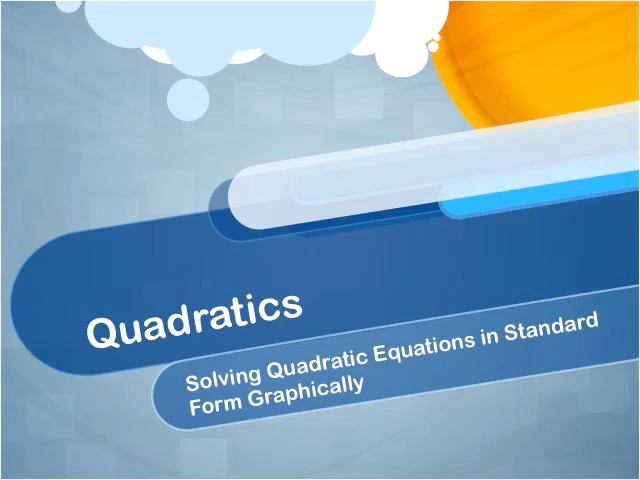 Quadratics
Solving Quadratic Equations in Standard
Form Graphically